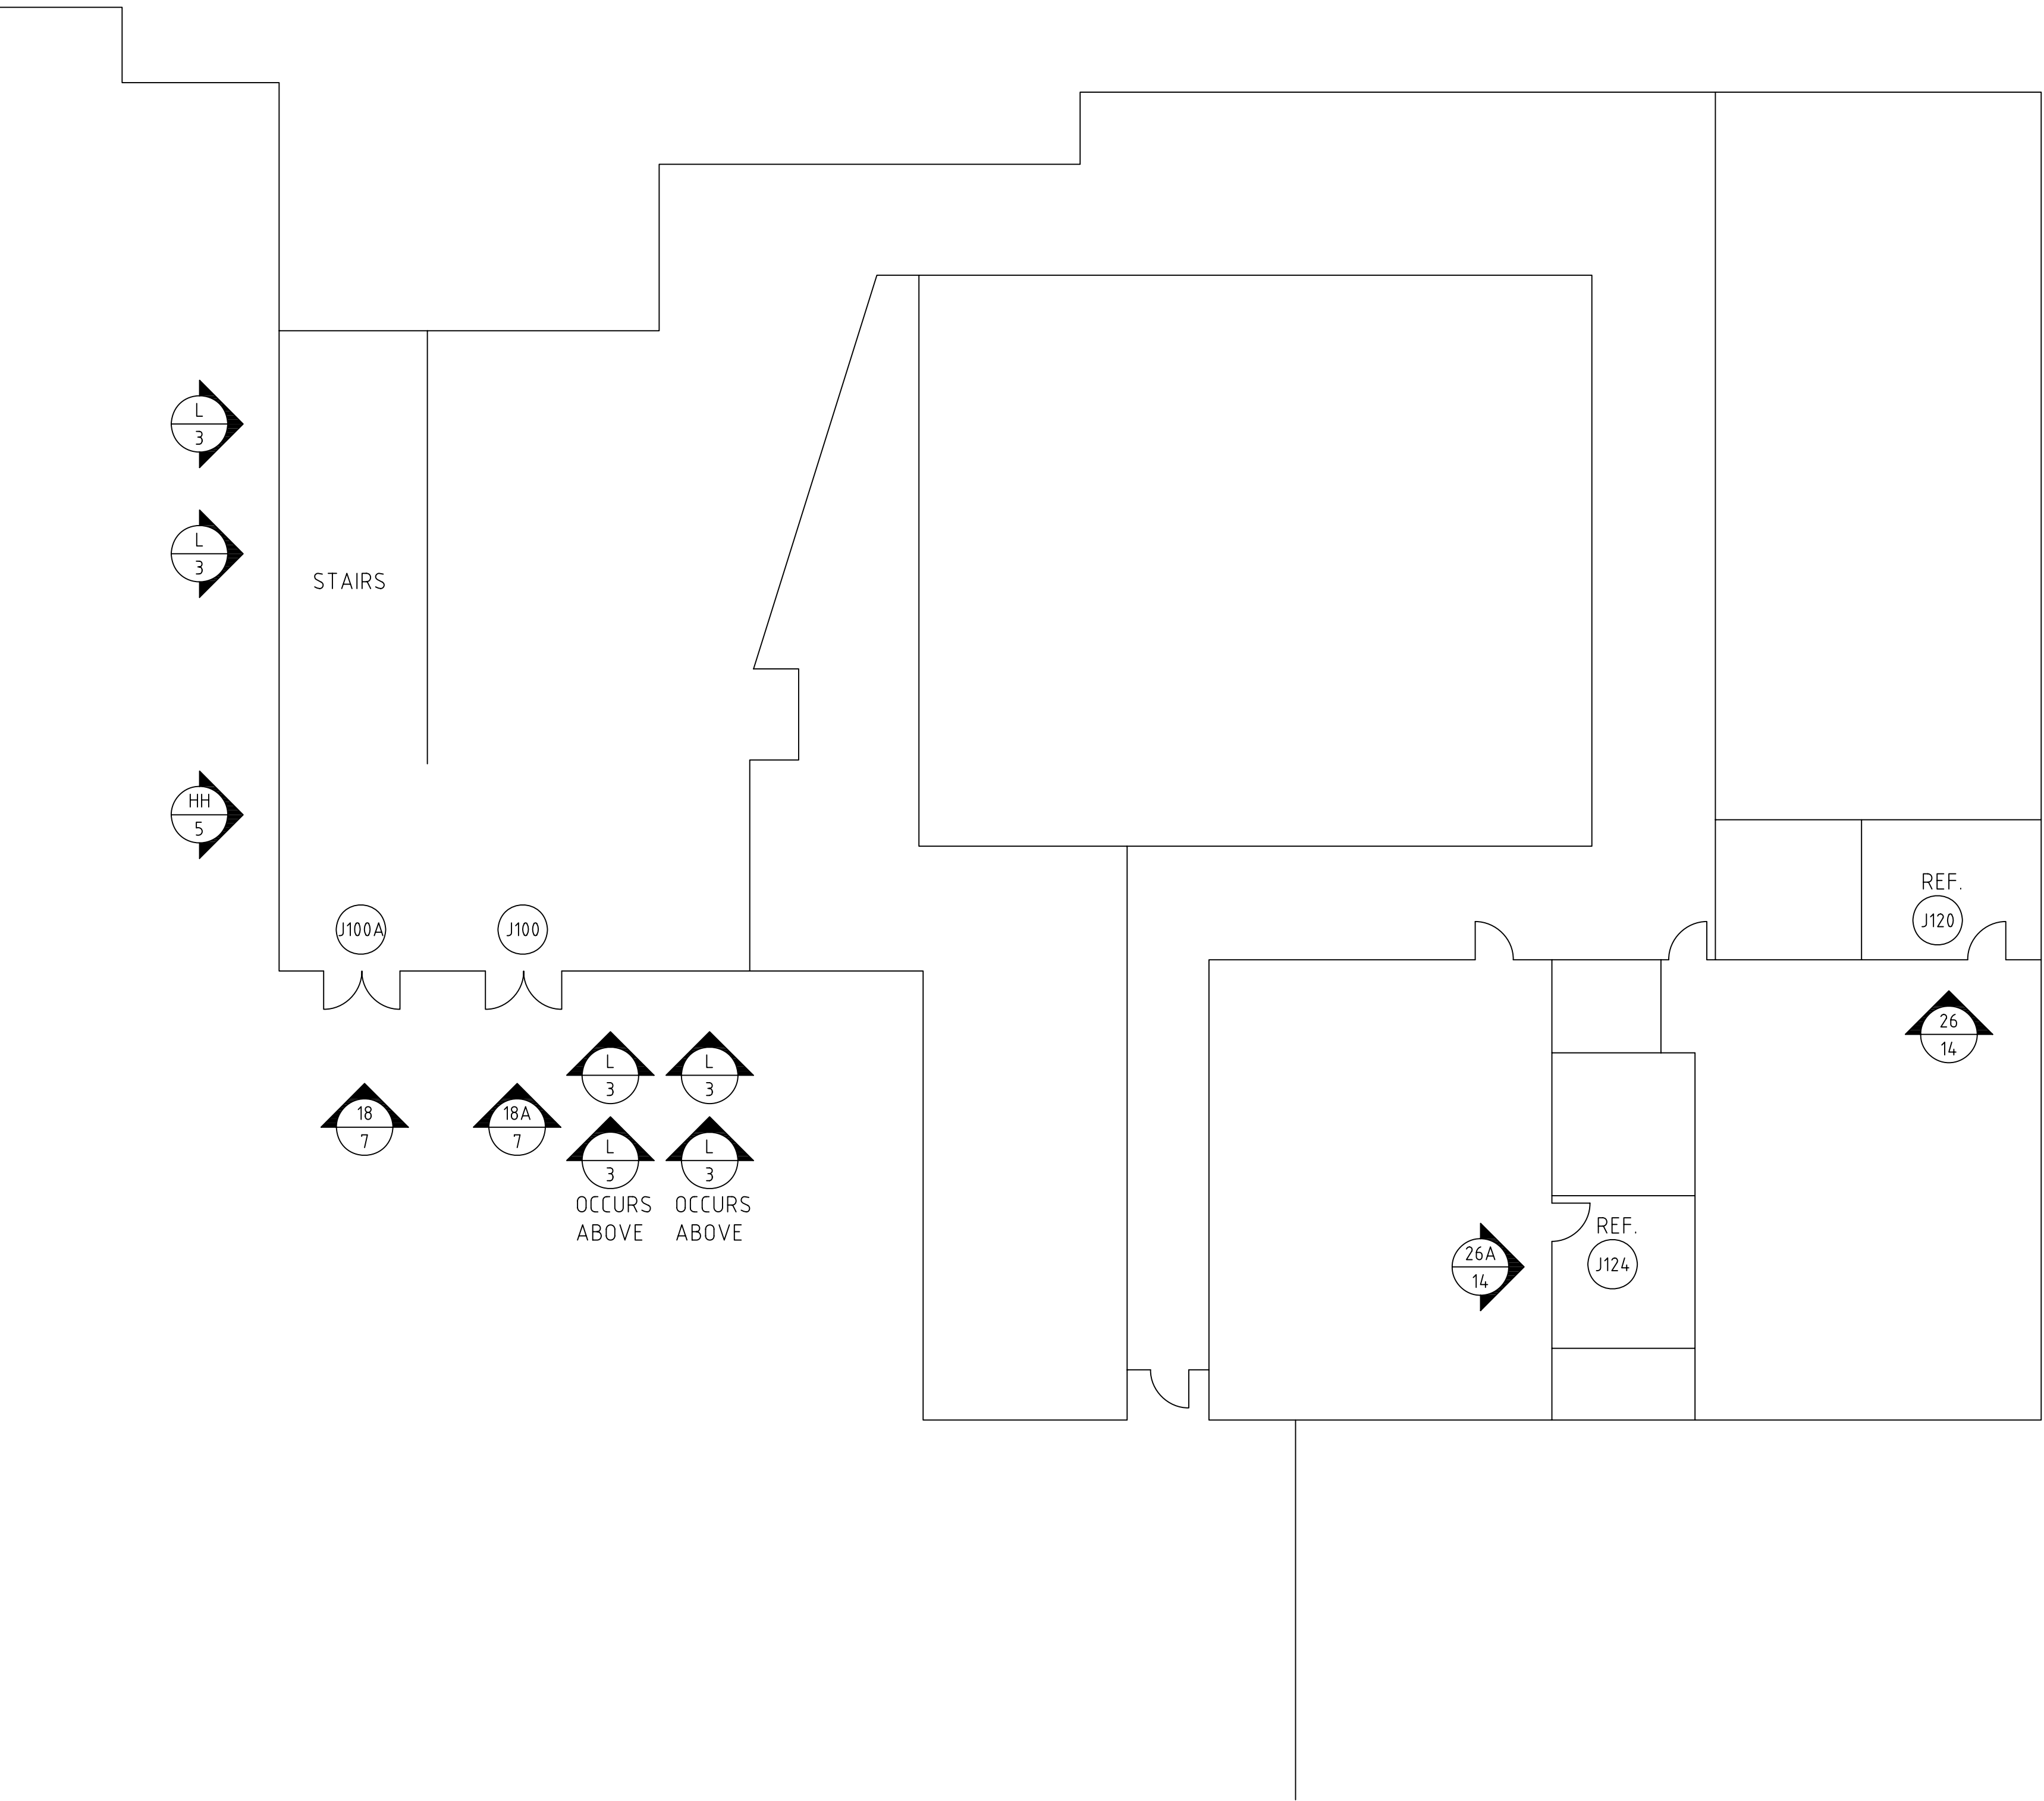 L
3
L
3
STAIRS
HH
5
REF.
J120
J100A
J100
26
14
L
3
L
3
18
7
18A
7
L
3
L
3
OCCURS
ABOVE
OCCURS
ABOVE
REF.
J124
26A
14